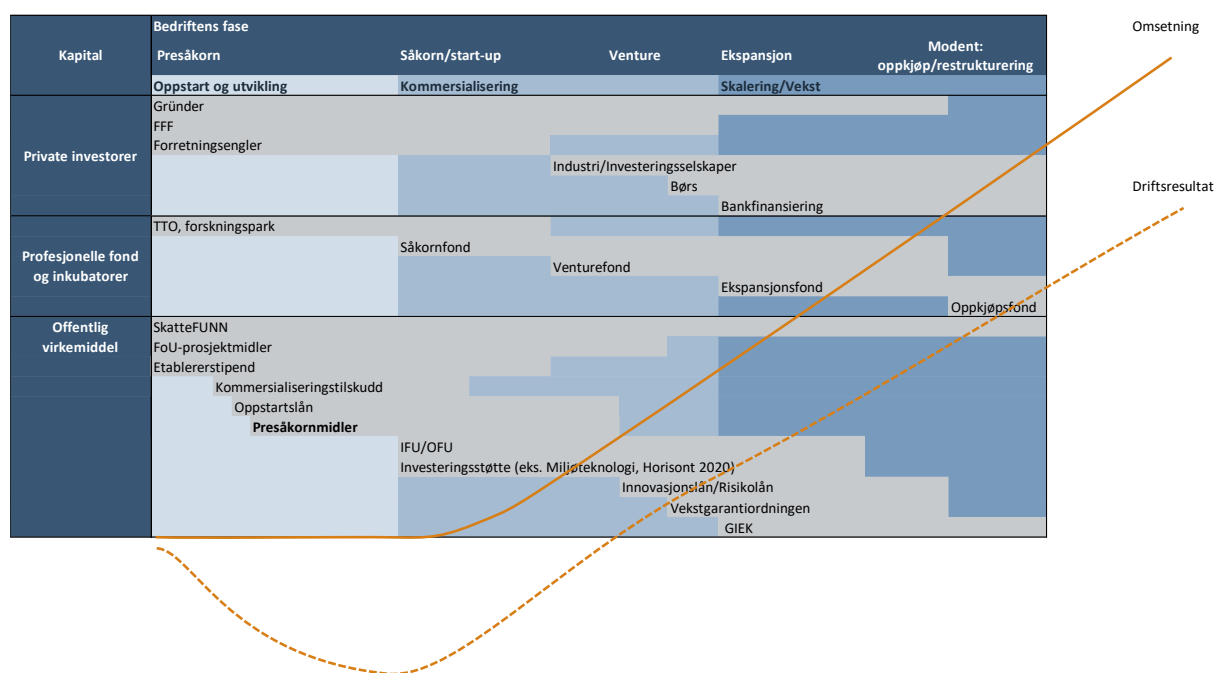 Bedriftens fase
Omsetning
Kapital
Presåkorn
Såkorn/start-up
Venture
Ekspansjon
Modent:
oppkjøp/restrukturering
Oppstart og utvikling
Kommersialisering
Skalering/Vekst
Private investorer
Gründer
FFF
Forretningsengler
Industri/Investeringsselskaper
Børs
Bankfinansiering
Driftsresultat
Profesjonelle fond
og inkubatorer
TTO, forskningspark
Såkornfond
Venturefond
Ekspansjonsfond
Oppkjøpsfond
Offentlig
virkemiddel
SkatteFUNN
FoU-prosjektmidler
Etablererstipend
Kommersialiseringstilskudd
Oppstartslån
Presåkornmidler
IFU/OFU
Investeringsstøtte (eks. Miljøteknologi, Horisont 2020)
Innovasjonslån/Risikolån
Vekstgarantiordningen
GIEK